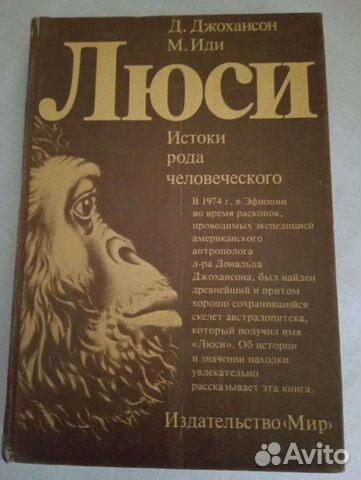 Д. Джохансон
М. Иди
ЛЮСИ
Истоки
рода
человеческого
В 1974 г. в Эфиопии
во время раскопок,
проводимых экспедицией
американского
антрополога
д-ра Дональда
Джохансона, был найден
древнейший и притом
хорошо сохранившийся
скелет австралопитека,
который получил имя
«Люси». Об истории
и значении находки
увлекательно
рассказывает эта книга.
Издательство ‹Мир›
Avito